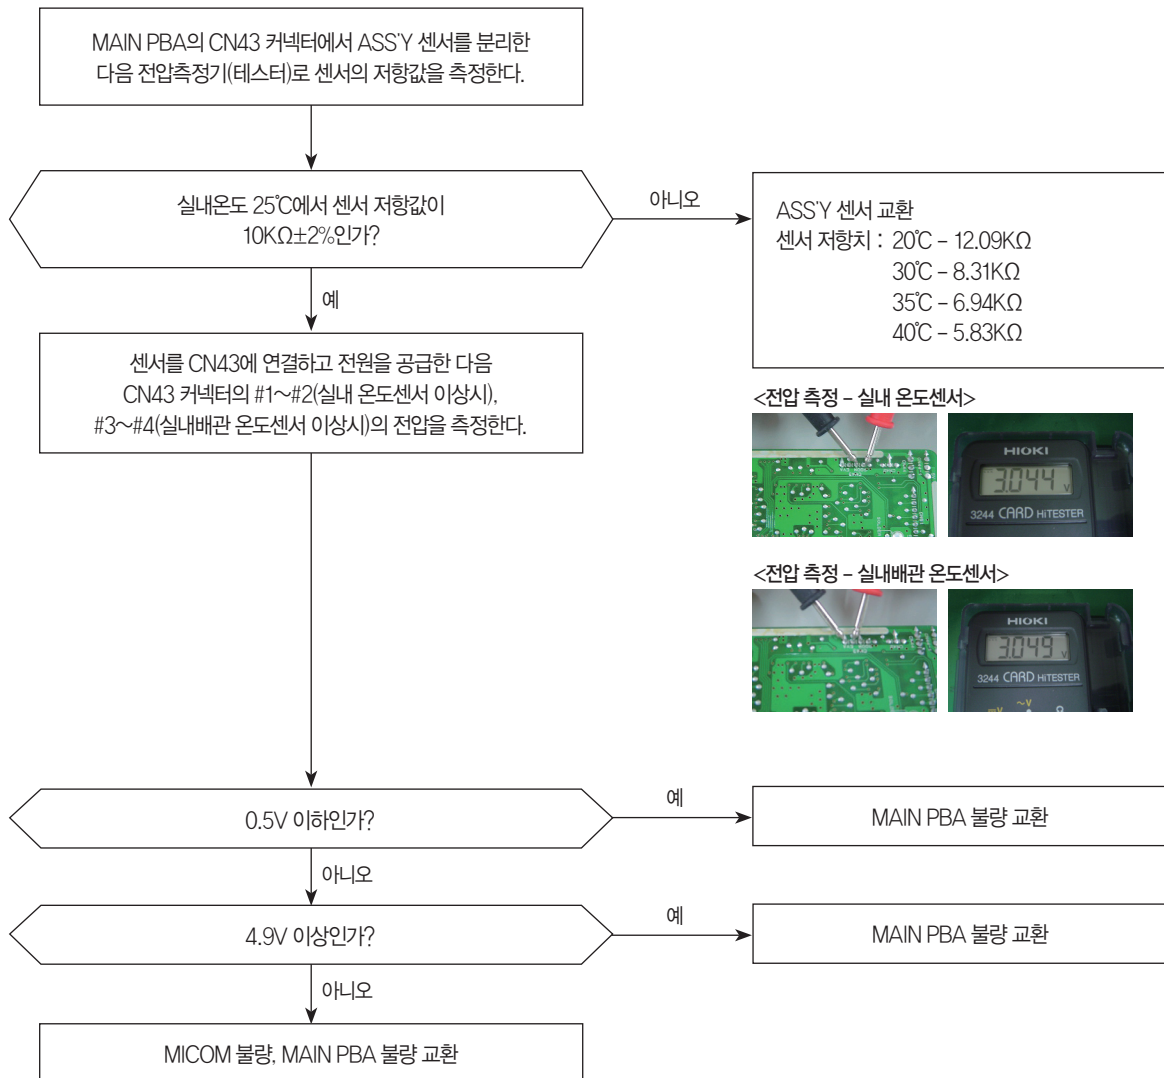 MAIN PBA의 CN43 커넥터에서 ASS'Y 센서를 분리한
다음 전압측정기(테스터)로 센서의 저항값을 측정한다.
실내온도 25℃에서 센서 저항값이
10KΩ±2%인가?
아니오
ASS'Y 센서 교환
센서 저항치 : 20℃ – 12.09KΩ
30℃ – 8.31KΩ
35℃ – 6.94KΩ
40℃ – 5.83KΩ
예
센서를 CN43에 연결하고 전원을 공급한 다음
CN43 커넥터의 #1~#2(실내 온도센서 이상시),
#3~#4(실내배관 온도센서 이상시)의 전압을 측정한다.
<전압 측정 – 실내 온도센서>
HIOKI
3.044 V
3244 CARD HiTESTER
<전압 측정 – 실내배관 온도센서>
HIOKI
3.049 V
3244 CARD HiTESTER
mV ~V Ω
0.5V 이하인가?
예
MAIN PBA 불량 교환
아니오
4.9V 이상인가?
예
MAIN PBA 불량 교환
아니오
MICOM 불량, MAIN PBA 불량 교환